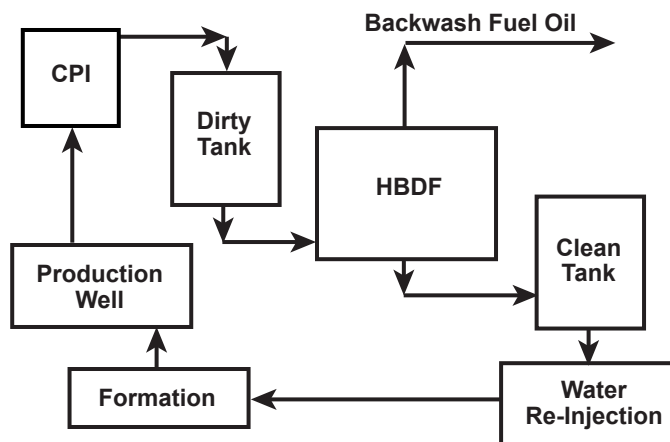 Backwash Fuel Oil
CPI
Dirty
Tank
HBDF
Clean
Tank
Production
Well
Formation
Water
Re-Injection